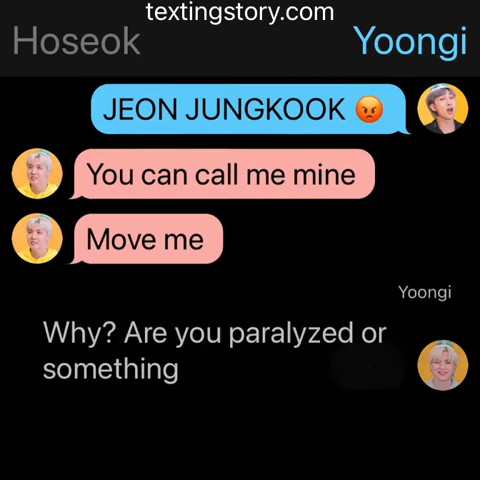 textingstory.com
Hoseok
Yoongi
JEON JUNGKOOK 😡
You can call me mine
Move me
Yoongi
Why? Are you paralyzed or
something